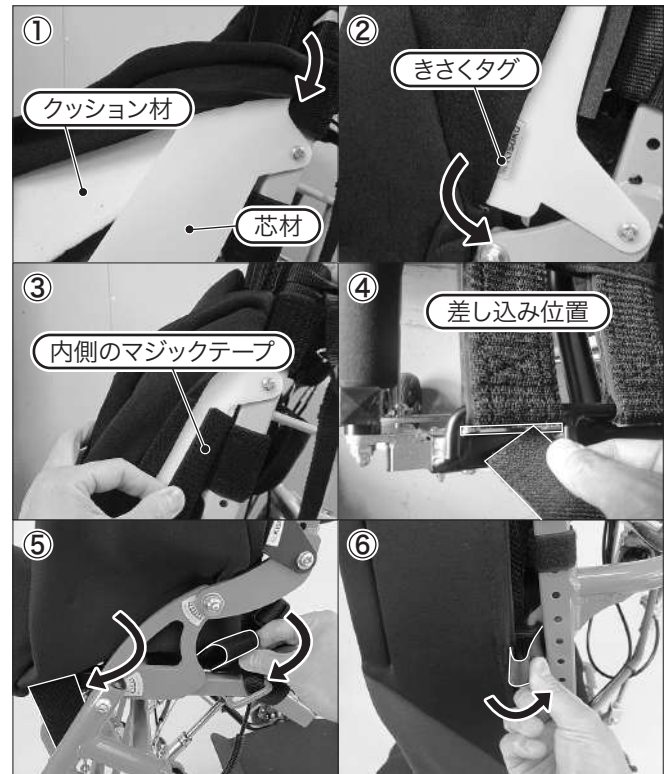 ①
クッション材
芯材
②
きさくタグ
③
内側のマジックテープ
④
差し込み位置
⑤
⑥